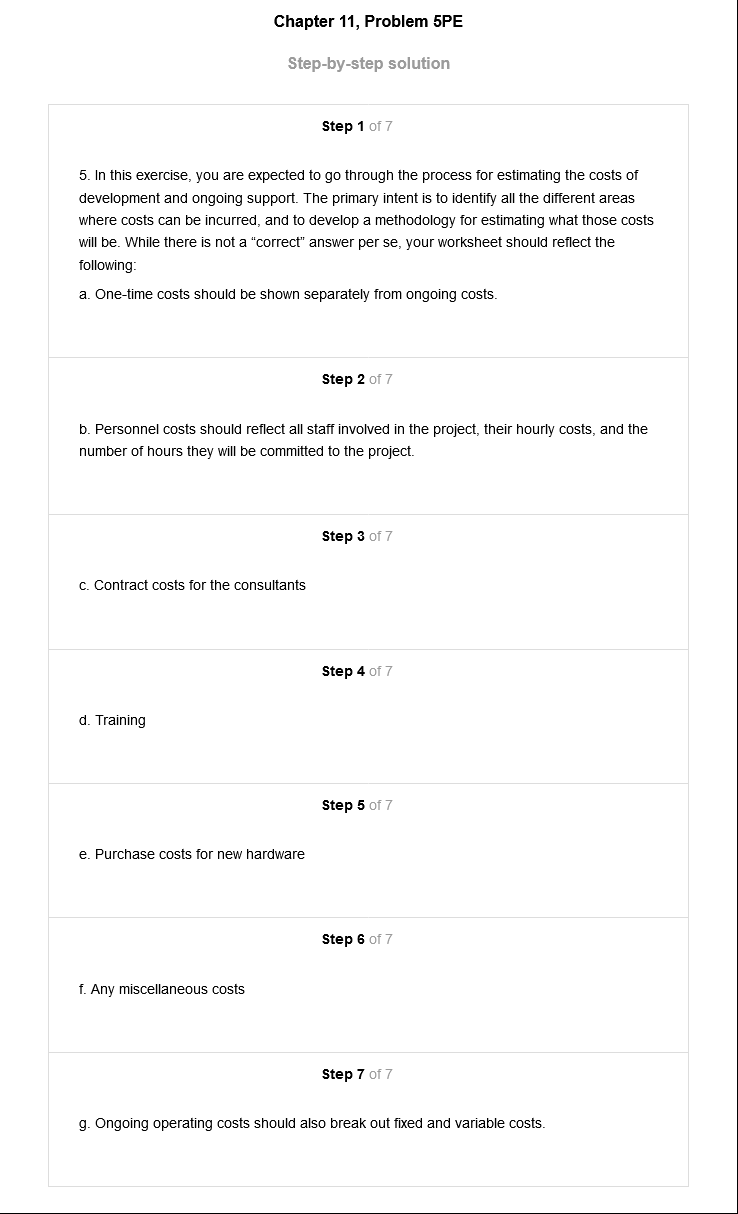 Chapter 11, Problem 5PE
Step-by-step solution
Step 1 of 7
5. In this exercise, you are expected to go through the process for estimating the costs of
development and ongoing support. The primary intent is to identify all the different areas
where costs can be incurred, and to develop a methodology for estimating what those costs
will be. While there is not a “correct” answer per se, your worksheet should reflect the
following:
a. One-time costs should be shown separately from ongoing costs.
Step 2 of 7
b. Personnel costs should reflect all staff involved in the project, their hourly costs, and the
number of hours they will be committed to the project.
Step 3 of 7
c. Contract costs for the consultants
Step 4 of 7
d. Training
Step 5 of 7
e. Purchase costs for new hardware
Step 6 of 7
f. Any miscellaneous costs
Step 7 of 7
g. Ongoing operating costs should also break out fixed and variable costs.